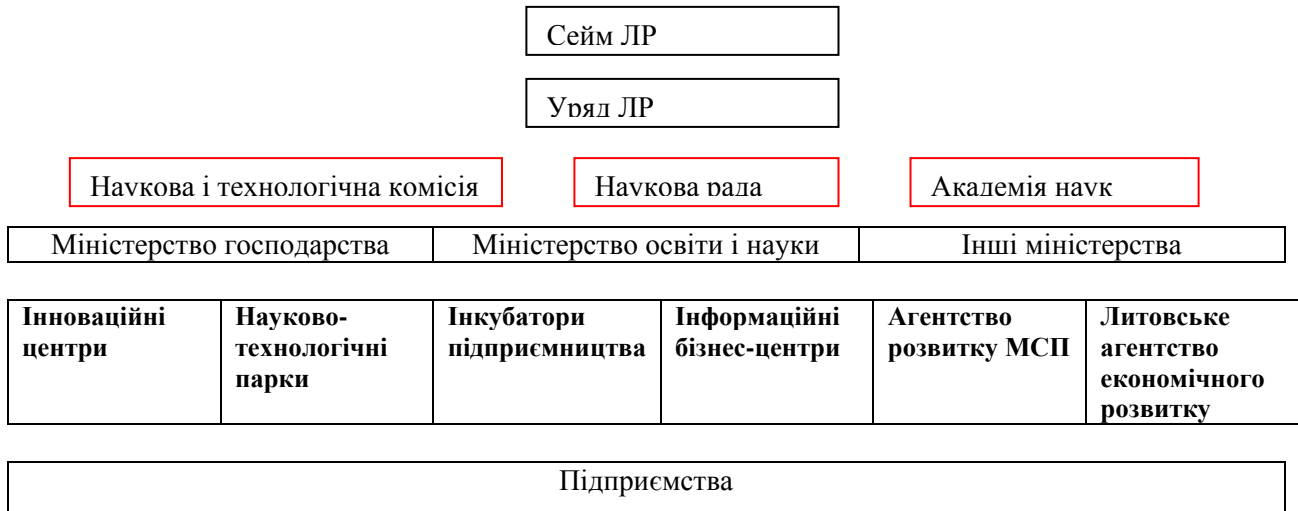 Сейм ЛР
Уряд ЛР
Наукова і технологічна комісія Наукова рада Академія наук
Міністерство господарства Міністерство освіти і науки Інші міністерства
Інноваційні Науково- Інкубатори Інформаційні Агентство Литовське
центри технологічні підприємництва бізнес-центри розвитку МСП агентство
парки економічного
розвитку
Підприємства